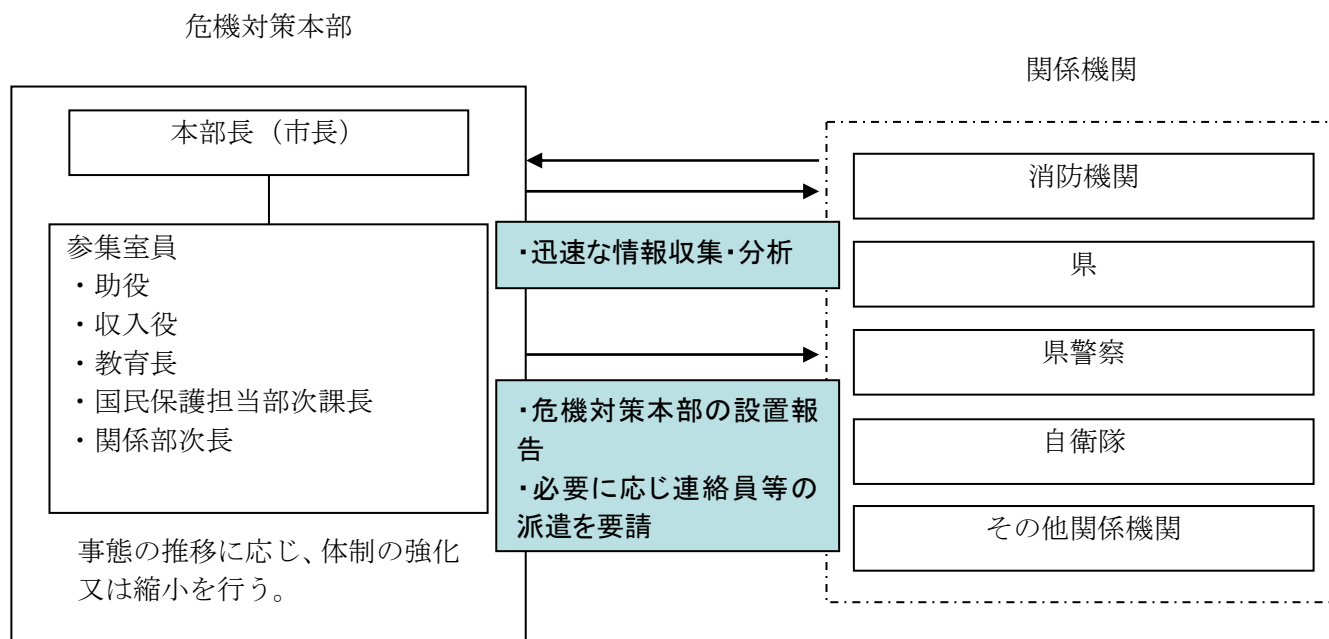 危機対策本部
関係機関
本部長（市長）
参集室員
・助役
・収入役
・教育長
・国民保護担当部次課長
・関係部次長
事態の推移に応じ、体制の強化
又は縮小を行う。
・迅速な情報収集・分析
・危機対策本部の設置報
告
・必要に応じ連絡員等の
派遣を要請
消防機関
県
県警察
自衛隊
その他関係機関